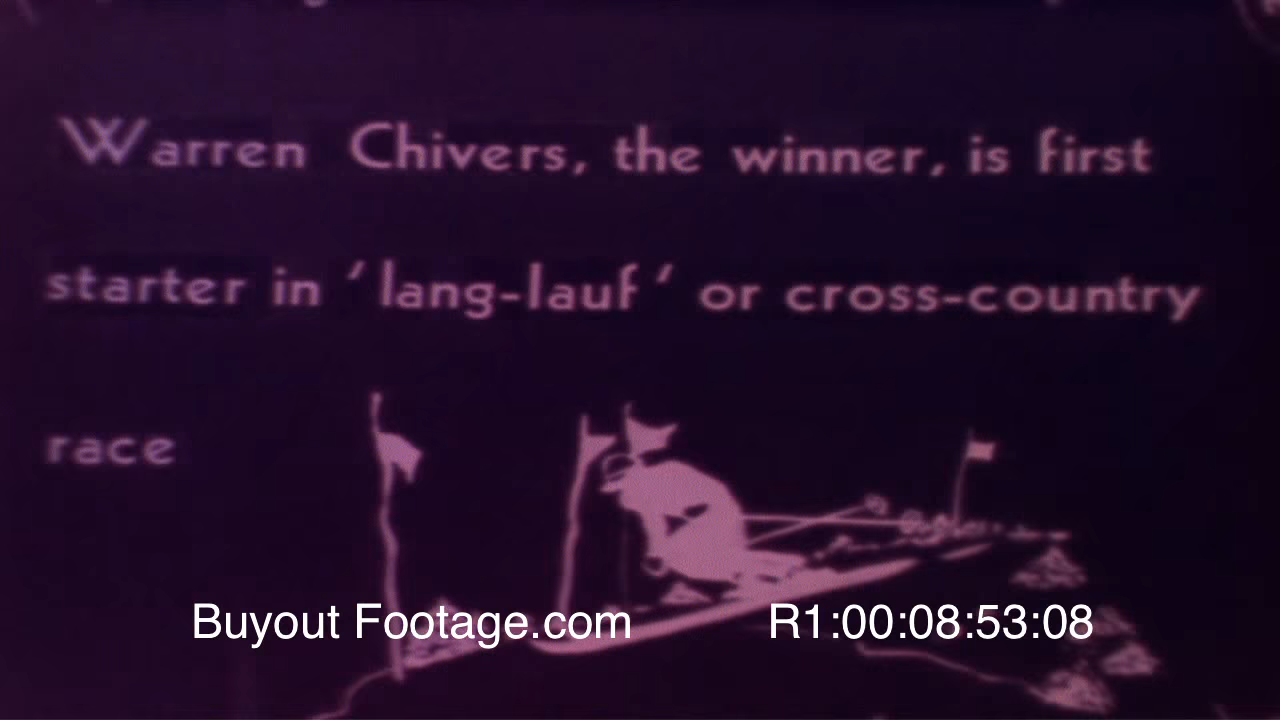 Warren Chivers, the winner, is first
starter in 'lang-lauf' or cross-country
race
Buyout Footage.com R1:00:08:53:08